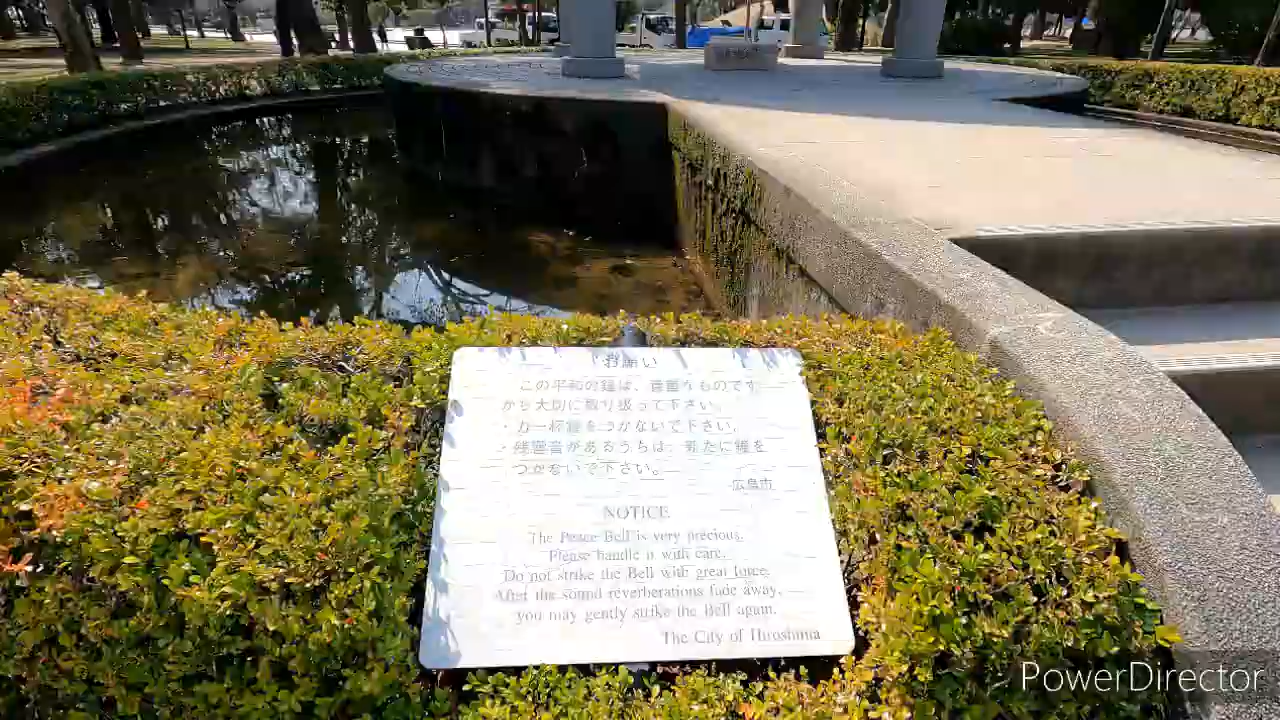 お願い
この平和の鐘は、貴重なものです
から大切に取り扱って下さい。
・力一杯鐘をつかないで下さい。
・残響音があるうちは、新たに鐘を
つかないで下さい。
広島市
NOTICE
The Peace Bell is very precious.
Please handle it with care.
Do not strike the Bell with great force.
After the sound reverberations fade away,
you may gently strike the Bell again.
The City of Hiroshima
PowerDirector